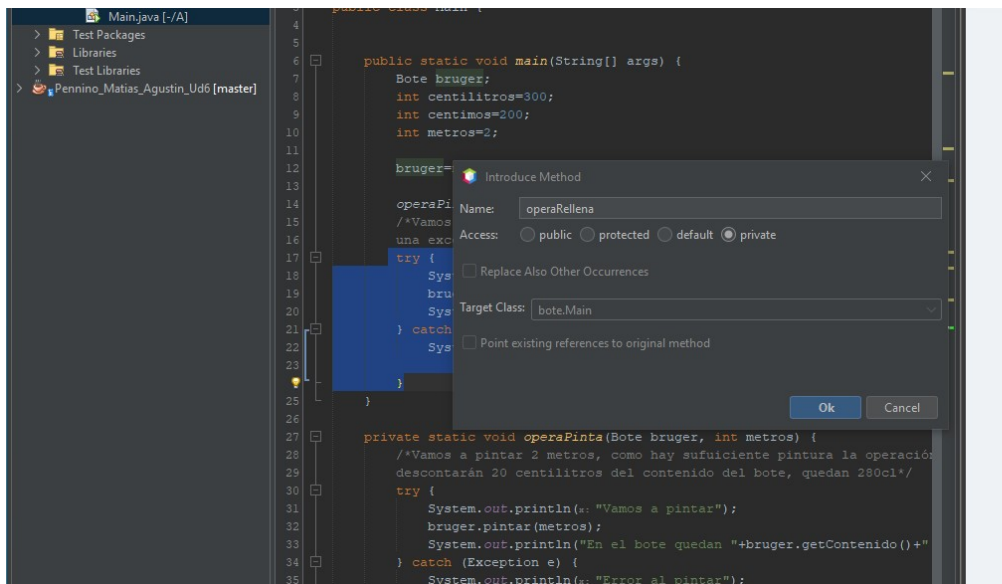 Main.java [-/A]
Test Packages
Libraries
Test Libraries
Pennino_Matias_Agustin_Ud6 [master]
3 public class Main {
4
5
6 public static void main(String[] args) {
7 Bote bruger;
8 int centilitros=300;
9 int centimos=200;
10 int metros=2;
11
12 bruger=
13
14 operaPi
15 /*Vamos
16 una exc
17 try {
18 Sys
19 bru
20 Sys
21 } catch
22 Sys
23
}
25 }
26
27 private static void operaPinta(Bote bruger, int metros) {
28 /*Vamos a pintar 2 metros, como hay sufuiciente pintura la operación
29 descontarán 20 centilitros del contenido del bote, quedan 280cl*/
30 try {
31 System.out.println(x: "Vamos a pintar");
32 bruger.pintar(metros);
33 System.out.println("En el bote quedan "+bruger.getContenido()+"
34 } catch (Exception e) {
35 System.out.println(x: "Error al pintar");
Introduce Method
Name: operaRellena
Access: public protected default private
Replace Also Other Occurrences
Target Class: bote.Main
Point existing references to original method
Ok Cancel